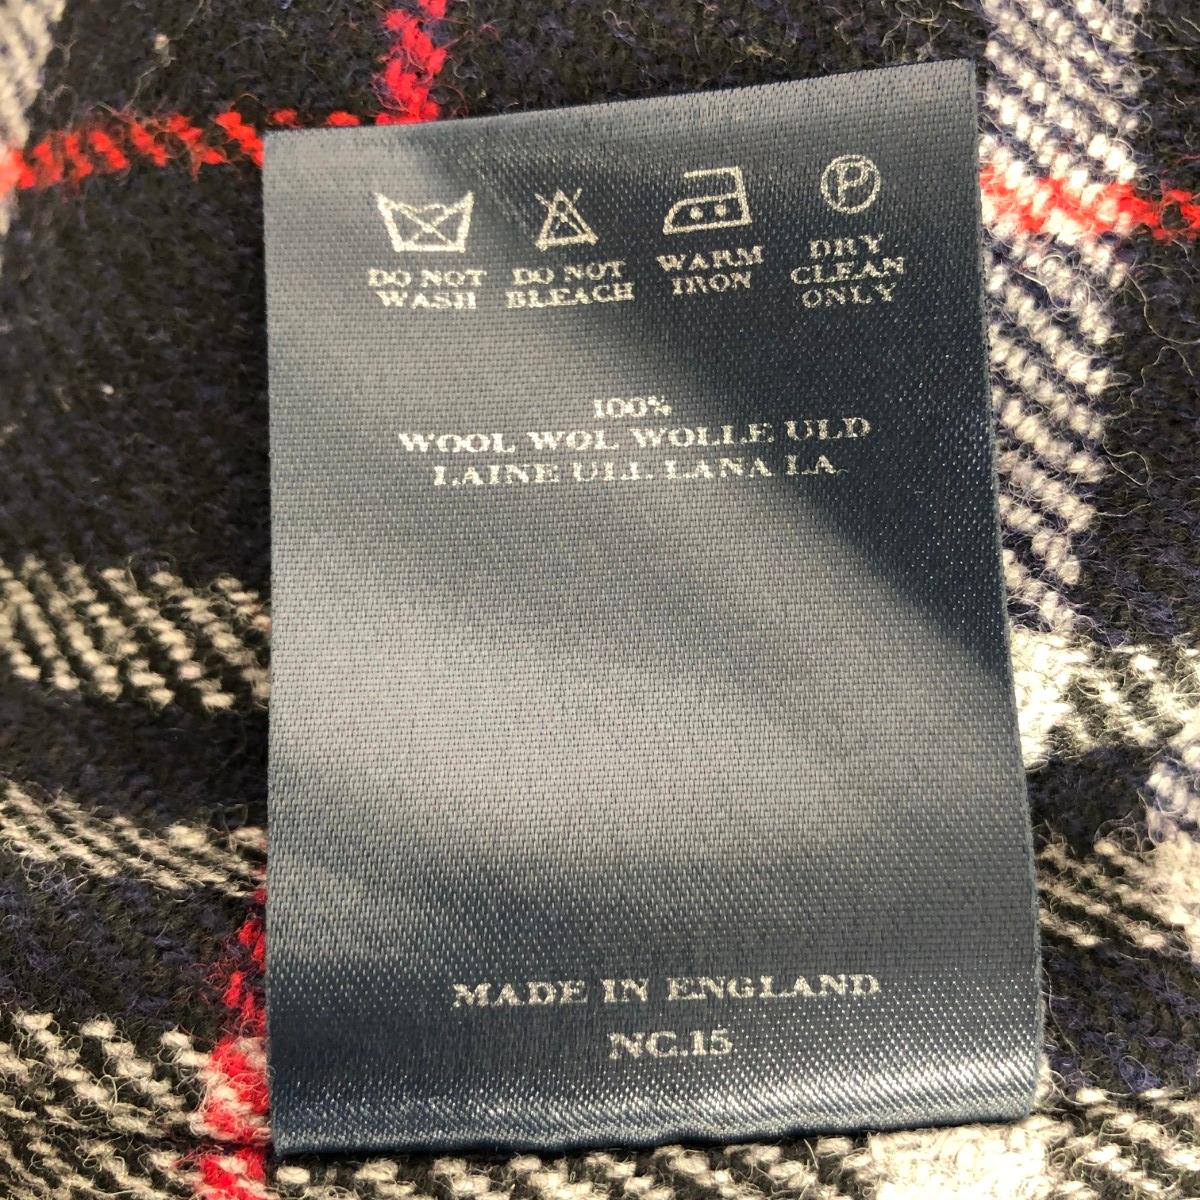 P
DO NOT WASH
DO NOT BLEACH
WARM IRON
DRY CLEAN ONLY
100%
WOOL WOL WOLLE ULD
LAINE ULL LANA LA
MADE IN ENGLAND
NC.15